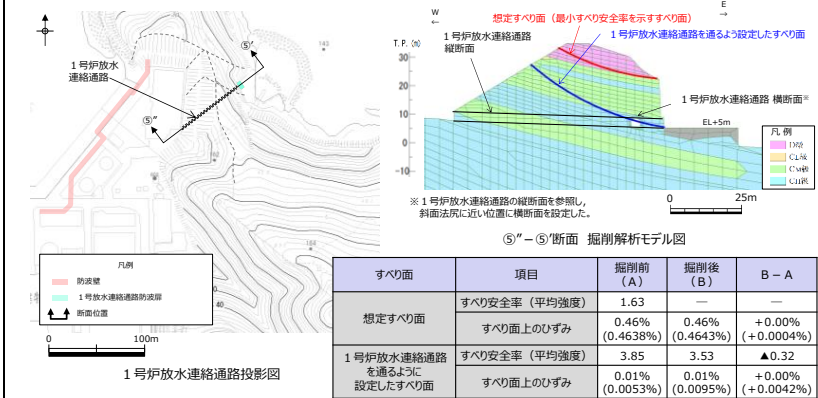 ⑤’
1号炉放水
連絡通路
⑤”
143
62
184
40
凡例
防波壁
1号放水連絡通路防波扉
断面位置
0 100m
1号炉放水連絡通路投影図
W
E
想定すべり面（最小すべり安全率を示すすべり面）
1号炉放水連絡通路を通るよう設定したすべり面
1号炉放水連絡通路
縦断面
T.P. (m)
30
20
10
0
-10
1号炉放水連絡通路 横断面※
EL+5m
凡 例
D級
CL級
CM級
CH級
※ 1号炉放水連絡通路の縦断面を参照し，
斜面法尻に近い位置に横断面を設定した。
0 25m
⑤”－⑤’断面 掘削解析モデル図
すべり面 項目 掘削前（A） 掘削後（B） B－A
想定すべり面 すべり安全率（平均強度） 1.63 － －
すべり面上のひずみ 0.46% (0.4638%) 0.46% (0.4643%) +0.00% (+0.0004%)
1号炉放水連絡通路を通るように設定したすべり面 すべり安全率（平均強度） 3.85 3.53 ▲0.32
すべり面上のひずみ 0.01% (0.0053%) 0.01% (0.0095%) +0.00% (+0.0042%)